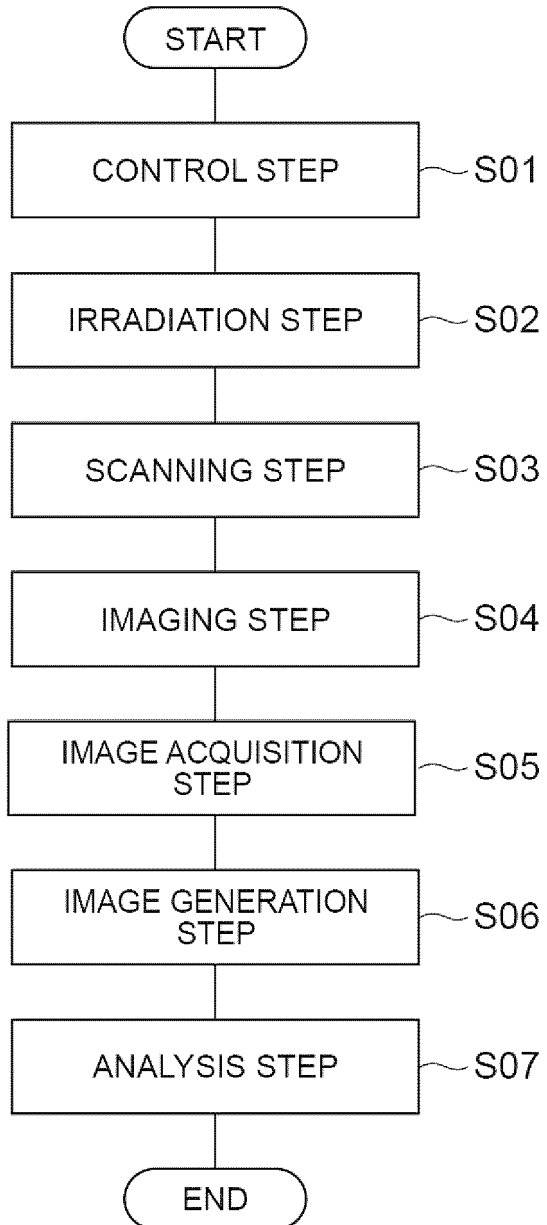 START
CONTROL STEP
S01
IRRADIATION STEP
S02
SCANNING STEP
S03
IMAGING STEP
S04
IMAGE ACQUISITION
STEP
S05
IMAGE GENERATION
STEP
S06
ANALYSIS STEP
S07
END